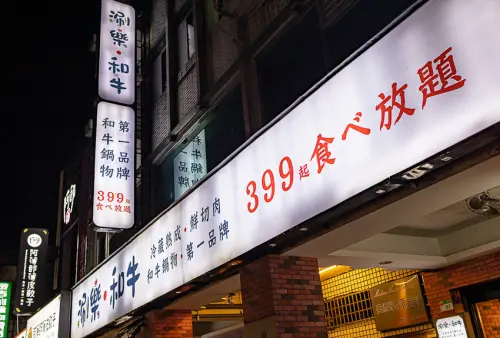 涮·樂·和牛
第一品牌
和牛鍋物
399起
食べ放題
涮·樂·和牛
冷藏熟成·鮮切肉
和牛鍋物·第一品牌
399起食べ放題